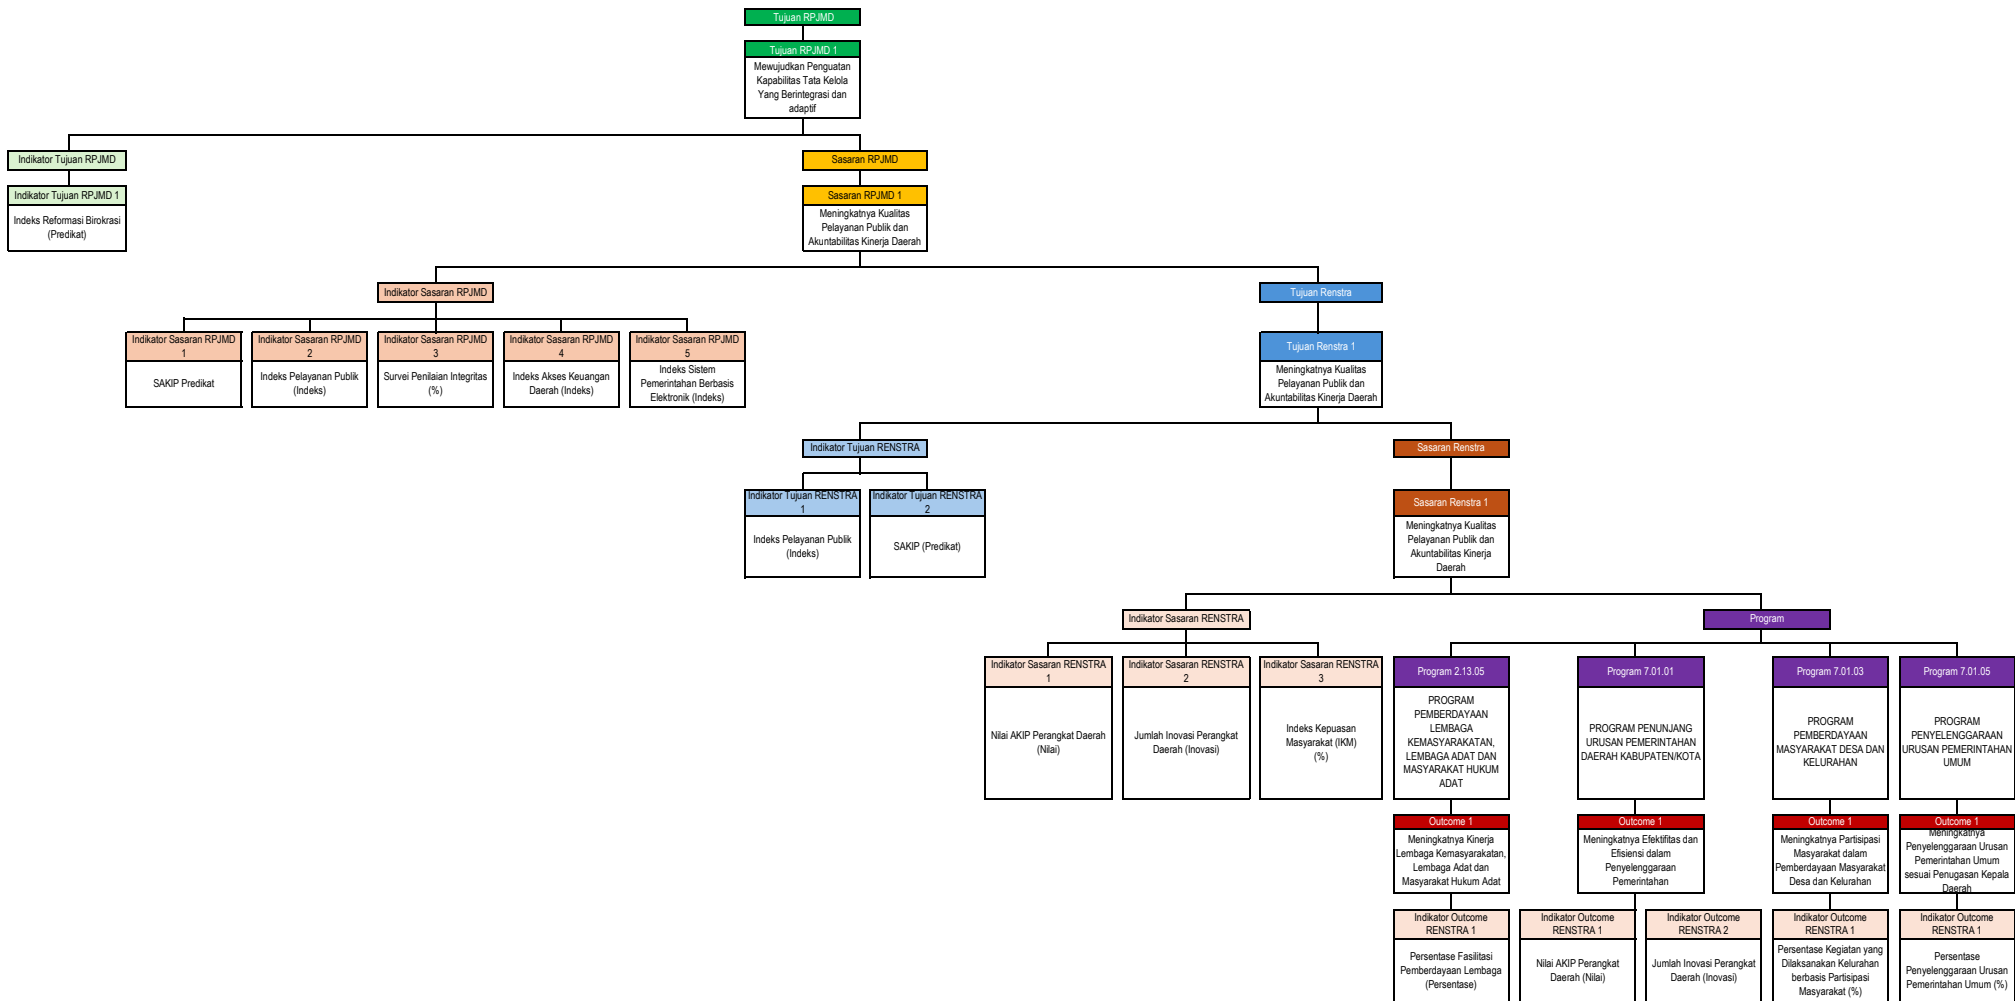 Tujuan RPJMD
Tujuan RPJMD 1
Mewujudkan Penguatan
Kapabilitas Tata Kelola
Yang Berintegrasi dan
adaptif
Indikator Tujuan RPJMD
Sasaran RPJMD
Indikator Tujuan RPJMD 1
Indeks Reformasi Birokrasi
(Predikat)
Sasaran RPJMD 1
Meningkatnya Kualitas
Pelayanan Publik dan
Akuntabilitas Kinerja Daerah
Indikator Sasaran RPJMD
Tujuan Renstra
Indikator Sasaran RPJMD
1
SAKIP Predikat
Indikator Sasaran RPJMD
2
Indeks Pelayanan Publik
(Indeks)
Indikator Sasaran RPJMD
3
Survei Penilaian Integritas
(%)
Indikator Sasaran RPJMD
4
Indeks Akses Keuangan
Daerah (Indeks)
Indikator Sasaran RPJMD
5
Indeks Sistem
Pemerintahan Berbasis
Elektronik (Indeks)
Tujuan Renstra 1
Meningkatnya Kualitas
Pelayanan Publik dan
Akuntabilitas Kinerja Daerah
Indikator Tujuan RENSTRA
Sasaran Renstra
Indikator Tujuan RENSTRA
1
Indeks Pelayanan Publik
(Indeks)
Indikator Tujuan RENSTRA
2
SAKIP (Predikat)
Sasaran Renstra 1
Meningkatnya Kualitas
Pelayanan Publik dan
Akuntabilitas Kinerja
Daerah
Indikator Sasaran RENSTRA
Program
Indikator Sasaran RENSTRA
1
Nilai AKIP Perangkat Daerah
(Nilai)
Indikator Sasaran RENSTRA
2
Jumlah Inovasi Perangkat
Daerah (Inovasi)
Indikator Sasaran RENSTRA
3
Indeks Kepuasan
Masyarakat (IKM)
(%)
Program 2.13.05
PROGRAM
PEMBERDAYAAN
LEMBAGA
KEMASYARAKATAN,
LEMBAGA ADAT DAN
MASYARAKAT HUKUM
ADAT
Program 7.01.01
PROGRAM PENUNJANG
URUSAN PEMERINTAHAN
DAERAH KABUPATEN/KOTA
Program 7.01.03
PROGRAM
PEMBERDAYAAN
MASYARAKAT DESA DAN
KELURAHAN
Program 7.01.05
PROGRAM
PENYELENGGARAAN
URUSAN PEMERINTAHAN
UMUM
Outcome 1
Meningkatnya Kinerja
Lembaga Kemasyarakatan,
Lembaga Adat dan
Masyarakat Hukum Adat
Outcome 1
Meningkatnya Efektifitas dan
Efisiensi dalam
Penyelenggaraan
Pemerintahan
Outcome 1
Meningkatnya Partisipasi
Masyarakat dalam
Pemberdayaan Masyarakat
Desa dan Kelurahan
Outcome 1
Meningkatnya
Penyelenggaraan Urusan
Pemerintahan Umum
sesuai Penugasan Kepala
Daerah
Indikator Outcome
RENSTRA 1
Persentase Fasilitasi
Pemberdayaan Lembaga
(Persentase)
Indikator Outcome
RENSTRA 1
Nilai AKIP Perangkat
Daerah (Nilai)
Indikator Outcome
RENSTRA 2
Jumlah Inovasi Perangkat
Daerah (Inovasi)
Indikator Outcome
RENSTRA 1
Persentase Kegiatan yang
Dilaksanakan Kelurahan
berbasis Partisipasi
Masyarakat (%)
Indikator Outcome
RENSTRA 1
Persentase
Penyelenggaraan Urusan
Pemerintahan Umum (%)